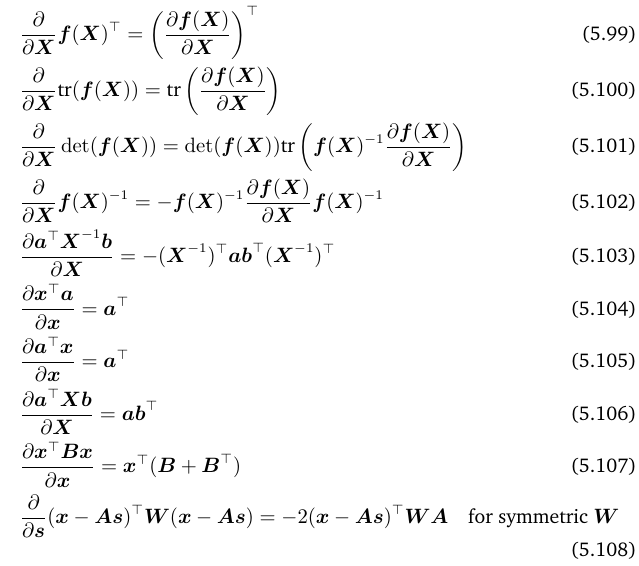 ∂/∂X f(X)⊤ = (∂f(X)/∂X)⊤ (5.99)
∂/∂X tr(f(X)) = tr(∂f(X)/∂X) (5.100)
∂/∂X det(f(X)) = det(f(X))tr(f(X)⁻¹ ∂f(X)/∂X) (5.101)
∂/∂X f(X)⁻¹ = −f(X)⁻¹ ∂f(X)/∂X f(X)⁻¹ (5.102)
∂a⊤X⁻¹b/∂X = −(X⁻¹)⊤ab⊤(X⁻¹)⊤ (5.103)
∂x⊤a/∂x = a⊤ (5.104)
∂a⊤x/∂x = a⊤ (5.105)
∂a⊤Xb/∂X = ab⊤ (5.106)
∂x⊤Bx/∂x = x⊤(B + B⊤) (5.107)
∂/∂s (x − As)⊤W(x − As) = −2(x − As)⊤WA for symmetric W
(5.108)